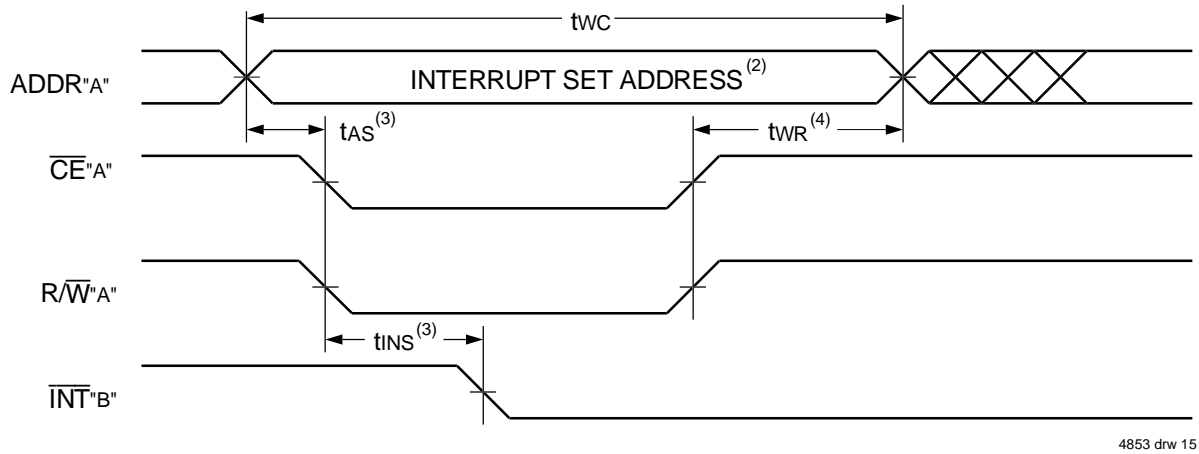 tWC
ADDR"A"
INTERRUPT SET ADDRESS(2)
tAS(3)
tWR(4)
CE"A"
R/W"A"
tINS(3)
INT"B"
4853 drw 15